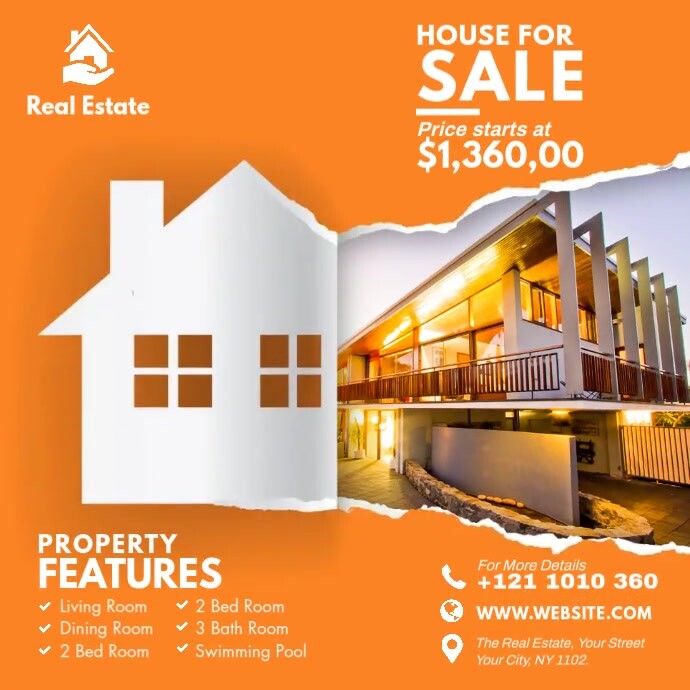 Real Estate
HOUSE FOR
SALE
Price starts at
$1,360,00
PROPERTY
FEATURES
Living Room
Dining Room
2 Bed Room
2 Bed Room
3 Bath Room
Swimming Pool
For More Details
+121 1010 360
WWW.WEBSITE.COM
The Real Estate, Your Street
Your City, NY 1102.